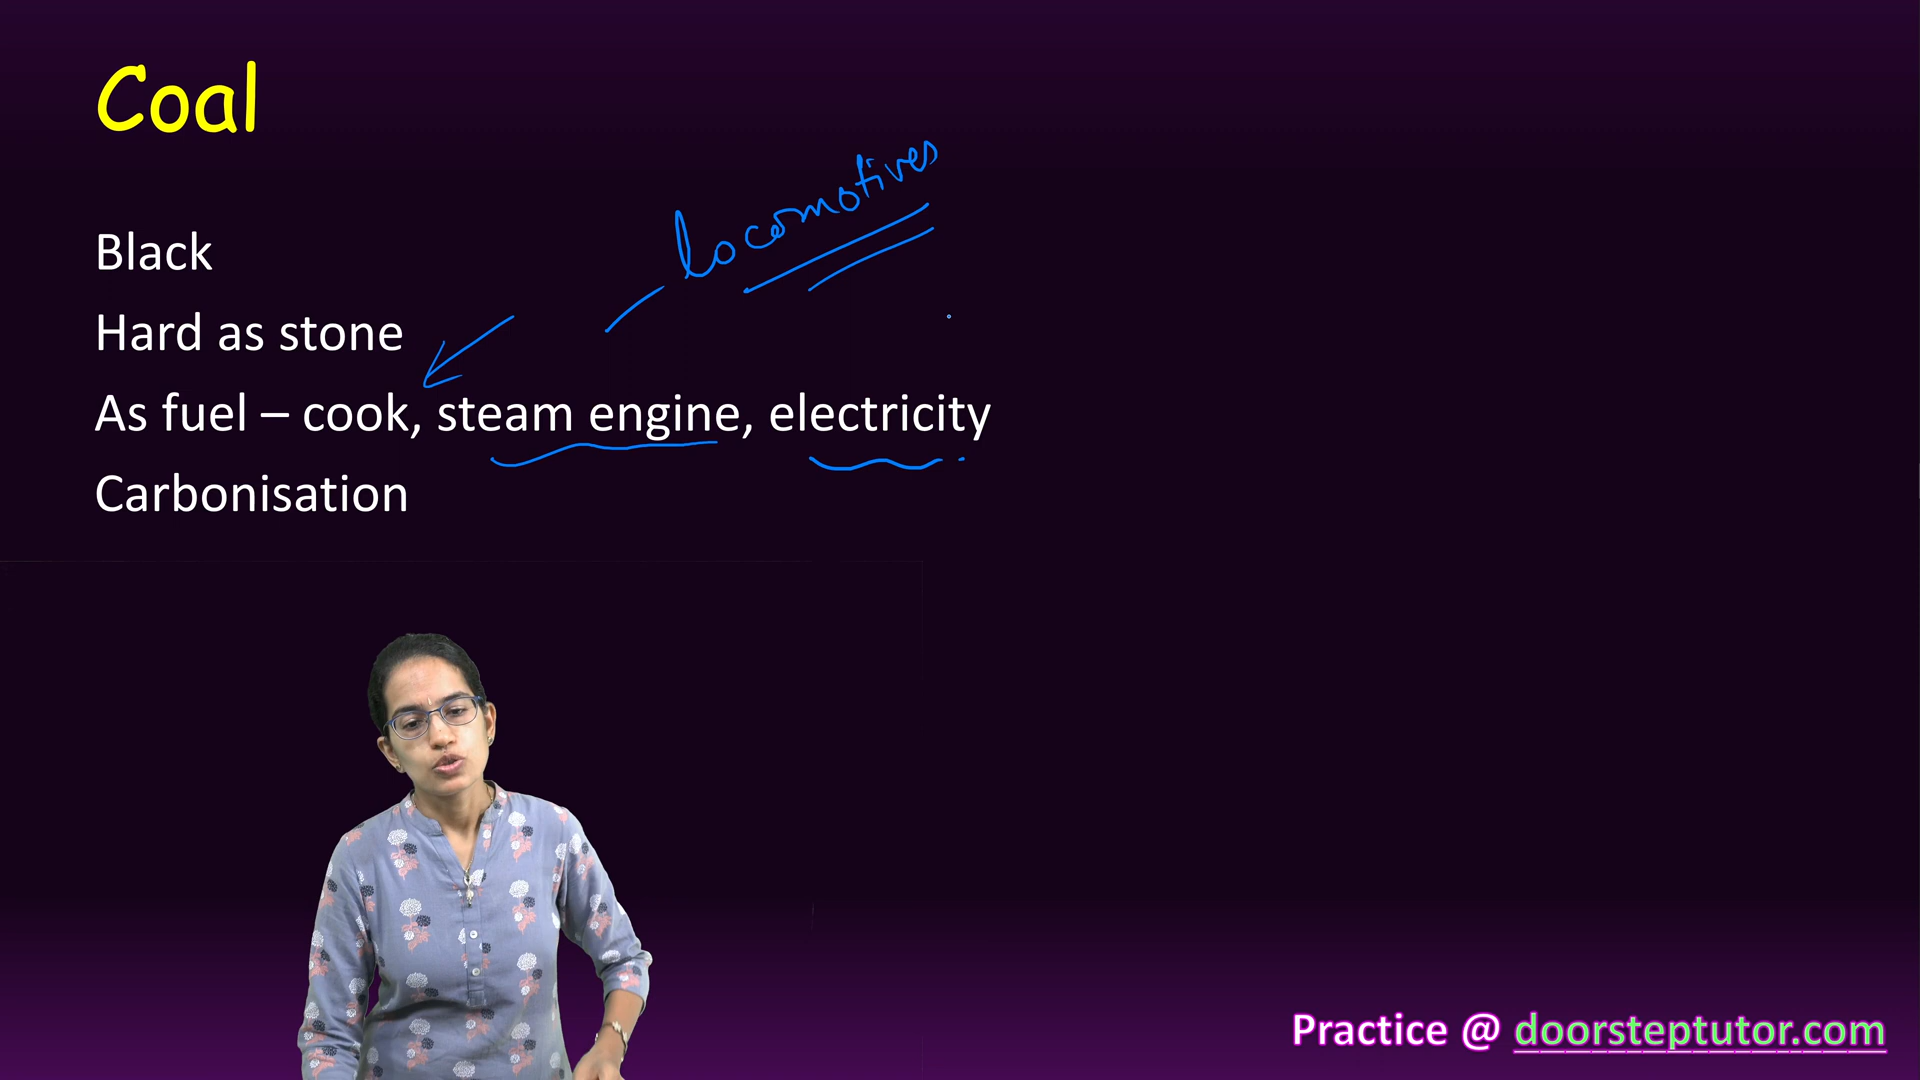 Coal
locomotives
Black
Hard as stone
As fuel – cook, steam engine, electricity
Carbonisation
Practice @ doorsteptutor.com